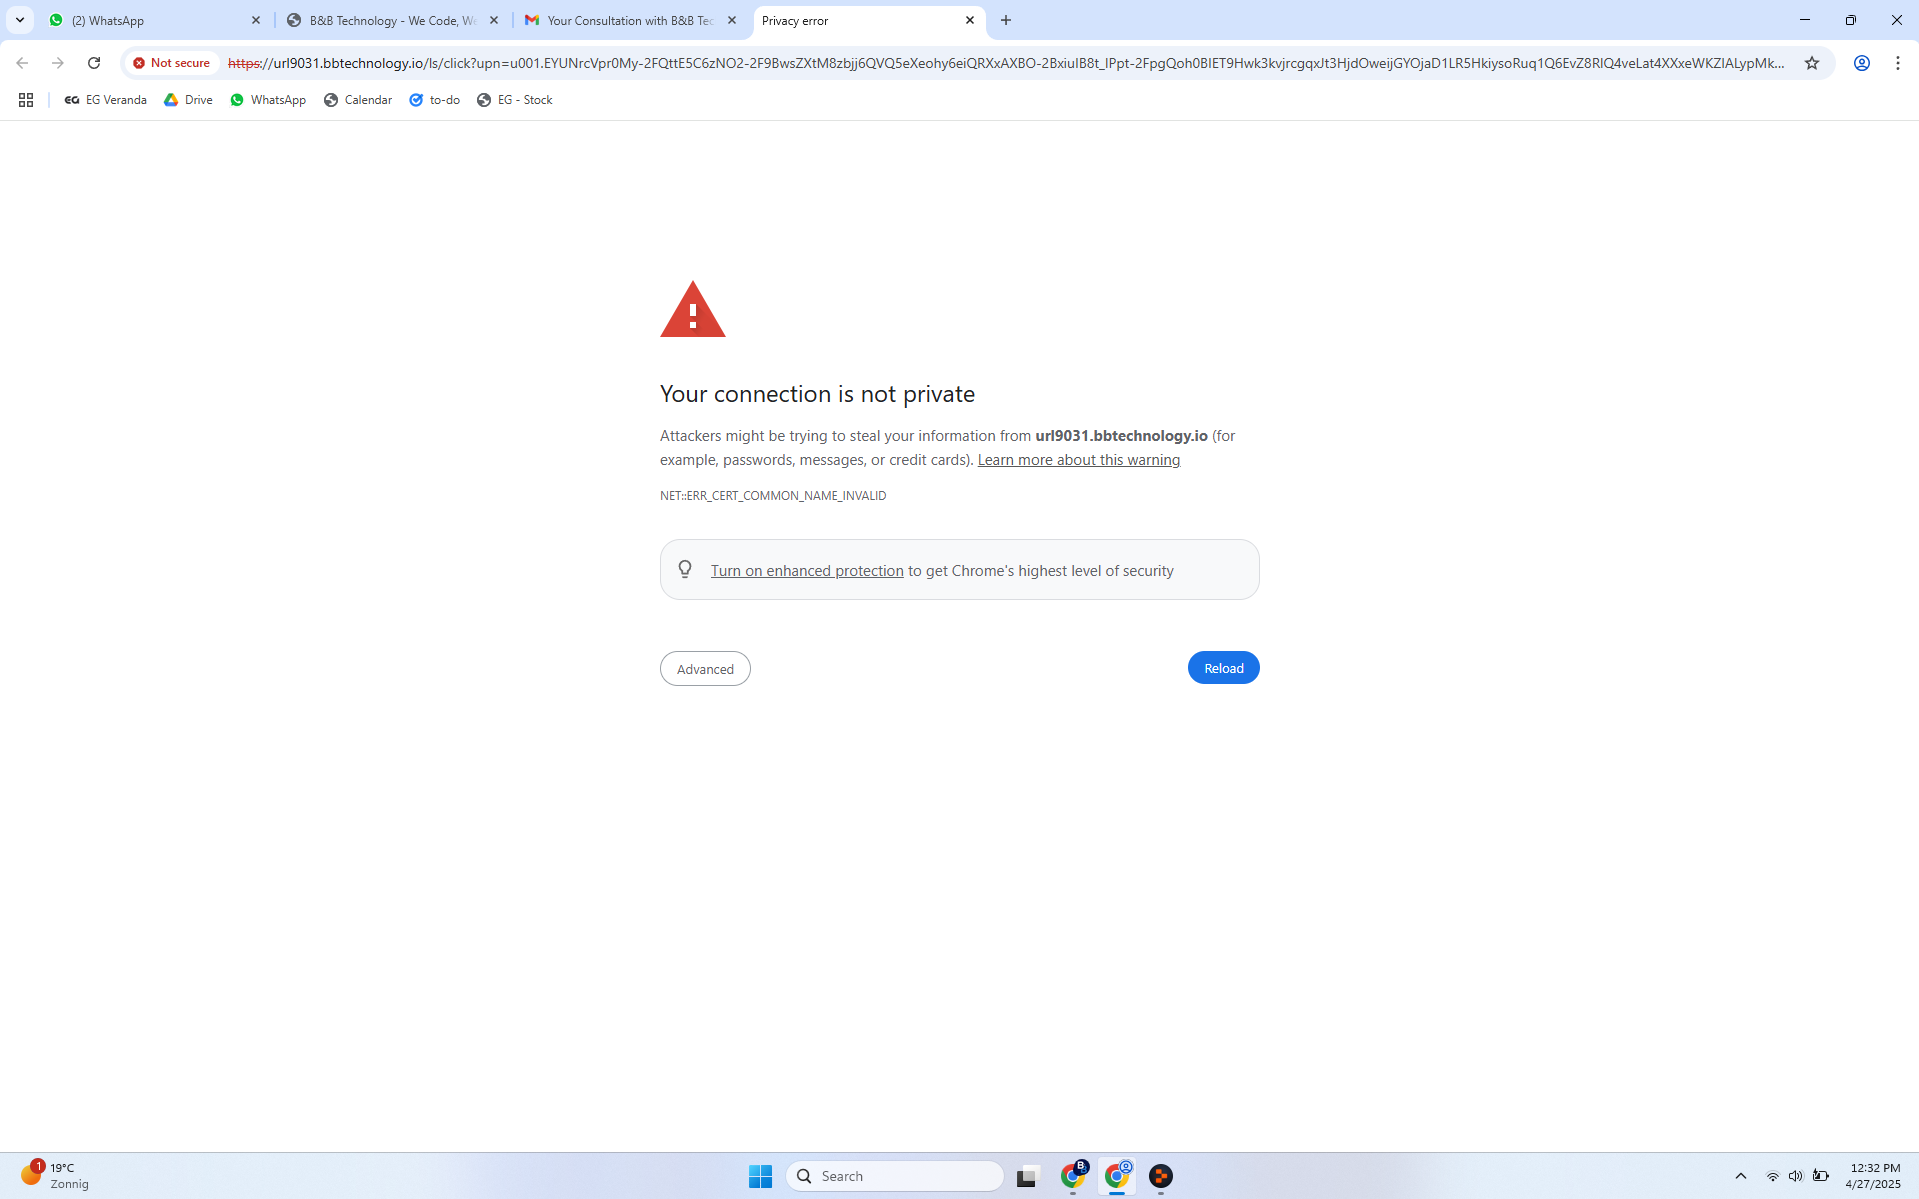 (2) WhatsApp
B&B Technology - We Code, We
Your Consultation with B&B Tec
Privacy error
Not secure
https://url9031.bbtechnology.io/ls/click?upn=u001.EYUNrcVpr0My-2FQttE5C6zNO2-2F9BwsZXtM8zbjj6QVQ5eXeohy6eiQRXxAXBO-2BxiuIB8t_IPpt-2FpgQoh0BIET9Hwk3kvjrcgqxJt3HjdOweijGYOjaD1LR5HkiysoRuq1Q6EvZ8RIQ4veLat4XXxeWKZIALypMk...
EG EG Veranda
Drive
WhatsApp
Calendar
to-do
EG - Stock
Your connection is not private
Attackers might be trying to steal your information from url9031.bbtechnology.io (for
example, passwords, messages, or credit cards). Learn more about this warning
NET::ERR_CERT_COMMON_NAME_INVALID
Turn on enhanced protection to get Chrome's highest level of security
Advanced
Reload
1
19°C
Zonnig
Search
B
12:32 PM
4/27/2025